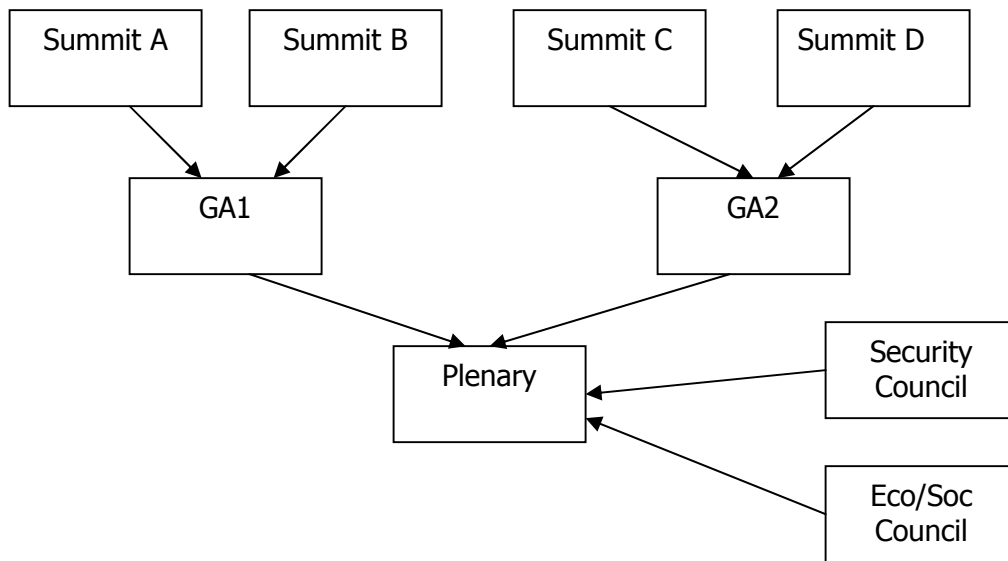 Summit A
Summit B
Summit C
Summit D
GA1
GA2
Plenary
Security
Council
Eco/Soc
Council